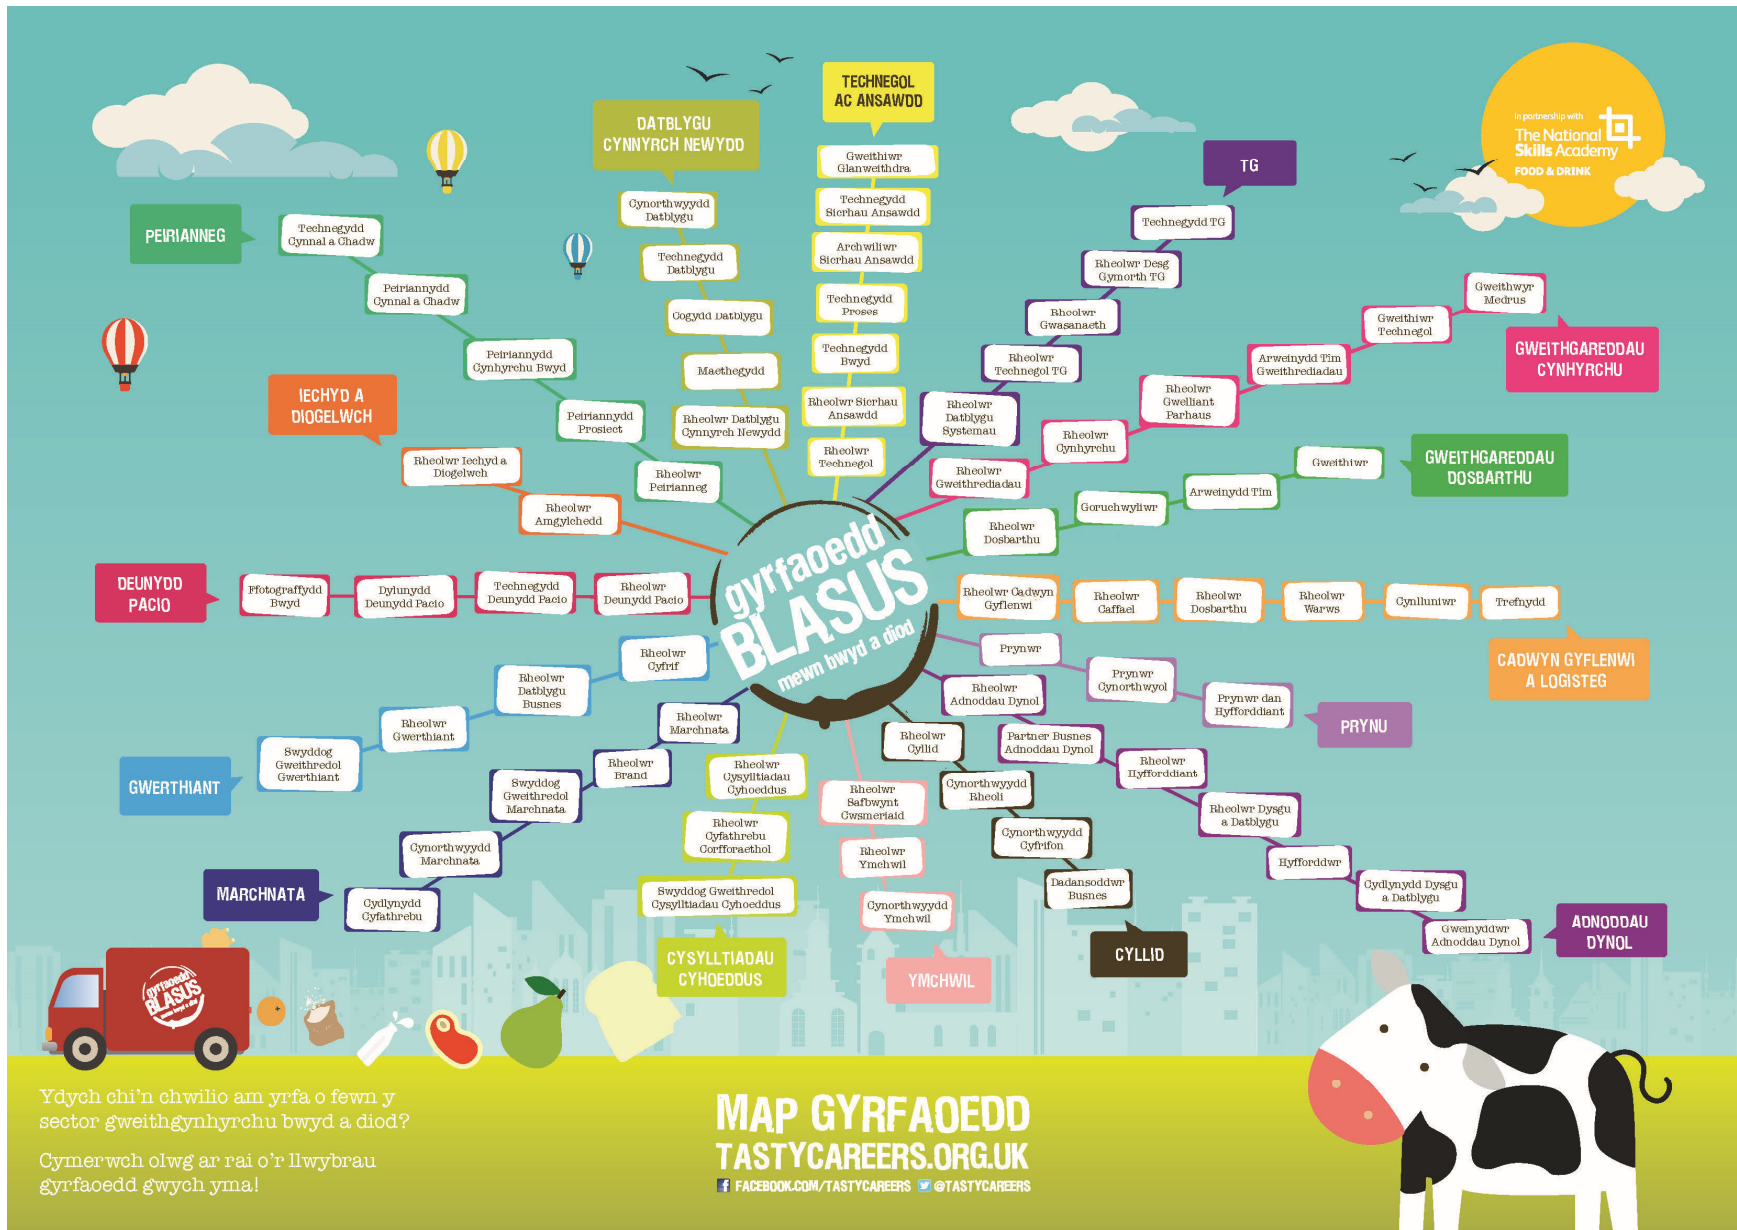 TECHNEGOL
AC ANSAWDD
Gweithiwr
Glanweithdra
Technegydd
Sicrhau Ansawdd
Archwiliwr
Sicrhau Ansawdd
Technegydd
Proses
Technegydd
Bwyd
Rheolwr Sicrhau
Ansawdd
Rheolwr
Technegol
DATBLYGU
CYNNYRCH NEWYDD
Cynorthwyydd
Datblygu
Technegydd
Datblygu
Cogydd Datblygu
Maethegydd
Rheolwr Datblygu
Cynnyrch Newydd
PEIRIANNEG
Technegydd
Cynnal a Chadw
Peiriannydd
Cynnal a Chadw
Peiriannydd
Cynhyrchu Bwyd
Peiriannydd
Prosiect
Rheolwr
Peirianneg
IECHYD A
DIOGELWCH
Rheolwr Iechyd a
Diogelwch
Rheolwr
Amgylchedd
DEUNYDD
PACIO
Ffotograffydd
Bwyd
Dylunydd
Deunydd Pacio
Technegydd
Deunydd Pacio
Rheolwr
Deunydd Pacio
GWERTHIANT
Swyddog
Gweithredol
Gwerthiant
Rheolwr
Gwerthiant
Rheolwr
Datblygu
Busnes
Rheolwr
Cyfrif
MARCHNATA
Cydlynydd
Cyfathrebu
Cynorthwyydd
Marchnata
Swyddog
Gweithredol
Marchnata
Rheolwr
Brand
Rheolwr
Marchnata
CYSYLLTIADAU
CYHOEDDUS
Rheolwr
Cysylltiadau
Cyhoeddus
Rheolwr
Cyfathrebu
Corfforaethol
Swyddog Gweithredol
Cysylltiadau Cyhoeddus
YMCHWIL
Rheolwr
Safbwynt
Cwsmeriaid
Rheolwr
Ymchwil
Cynorthwyydd
Ymchwil
CYLLID
Rheolwr
Cyllid
Cynorthwyydd
Rheoli
Cynorthwyydd
Cyfrifon
Dadansoddwr
Busnes
ADNODDAU
DYNOL
Rheolwr
Adnoddau Dynol
Partner Busnes
Adnoddau Dynol
Rheolwr
Hyfforddiant
Rheolwr Dysgu
a Datblygu
Hyfforddwr
Cydlynydd Dysgu
a Datblygu
Gweinyddwr
Adnoddau Dynol
PRYNU
Prynwr
Prynwr
Cynorthwyol
Prynwr dan
Hyfforddiant
CADWYN GYFLENWI
A LOGISTEG
Rheolwr Cadwyn
Gyflenwi
Rheolwr
Caffael
Rheolwr
Dosbarthu
Rheolwr
Warws
Cynlluniwr
Trefnydd
GWEITHGAREDDAU
DOSBARTHU
Gweithiwr
Arweinydd Tîm
Goruchwyliwr
Rheolwr
Dosbarthu
GWEITHGAREDDAU
CYNHYRCHU
Gweithwyr
Medrus
Gweithiwr
Technegol
Arweinydd Tîm
Gweithrediadau
Rheolwr
Gwelliant
Parhaus
Rheolwr
Cynhyrchu
Rheolwr
Gweithrediadau
TG
Technegydd TG
Rheolwr Desg
Gymorth TG
Rheolwr
Gwasanaeth
Rheolwr
Technegol TG
Rheolwr
Datblygu
Systemau
In partnership with
The National
Skills Academy
FOOD & DRINK
gyrfaoedd
BLASUS
mewn bwyd a diod
gyrfaoedd
BLASUS
mewn bwyd a diod
Ydych chi'n chwilio am yrfa o fewn y
sector gweithgynhyrchu bwyd a diod?
Cymerwch olwg ar rai o'r llwybrau
gyrfaoedd gwych yma!
MAP GYRFAOEDD
TASTYCAREERS.ORG.UK
FACEBOOK.COM/TASTYCAREERS @TASTYCAREERS